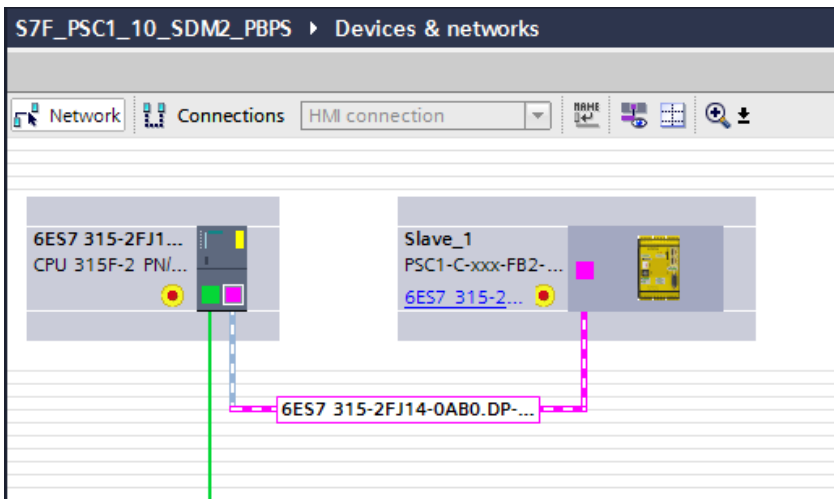 S7F_PSC1_10_SDM2_PBPS ▸ Devices & networks
Network Connections HMI connection NAME
6ES7 315-2FJ1...
CPU 315F-2 PN/...
Slave_1
PSC1-C-xxx-FB2-...
6ES7 315-2...
6ES7 315-2FJ14-0AB0.DP-...